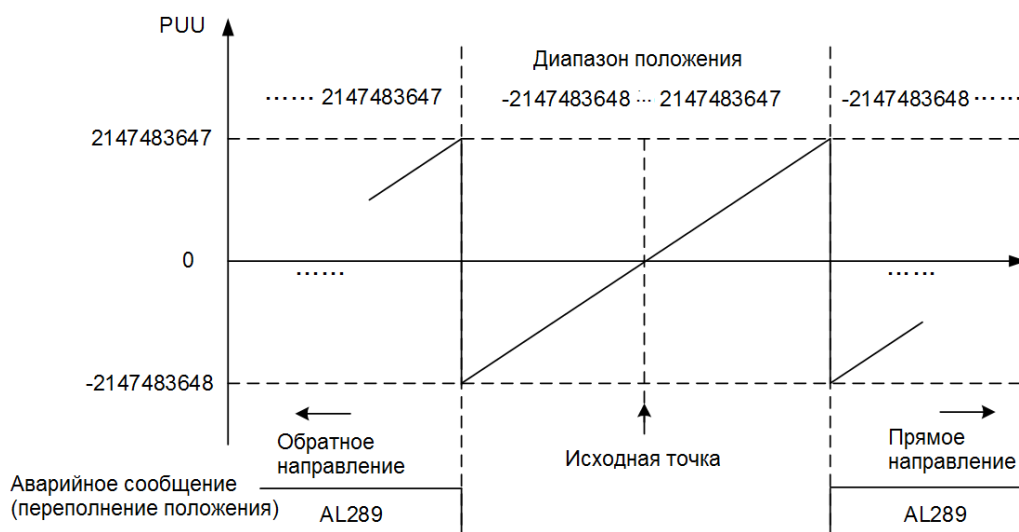 PUU
Диапазон положения
...... 2147483647
-2147483648 ... 2147483647
-2147483648 ......
2147483647
0
......
......
-2147483648
Обратное
направление
Исходная точка
Прямое
направление
Аварийное сообщение
(переполнение положения)
AL289
AL289